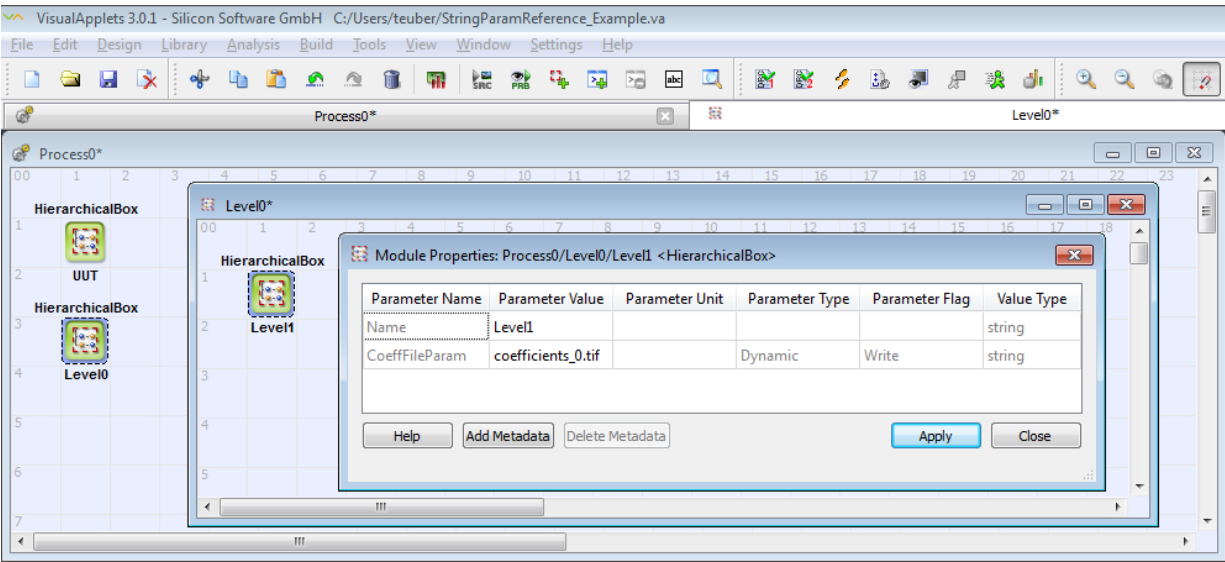 VisualApplets 3.0.1 - Silicon Software GmbH C:/Users/teuber/StringParamReference_Example.va
File Edit Design Library Analysis Build Tools View Window Settings Help
SRC PRB abc
Process0* Level0*
Process0*
00 1 2 3 4 5 6 7 8 9 10 11 12 13 14 15 16 17 18 19 20 21 22 23
HierarchicalBox
1
UUT
2
HierarchicalBox
3
Level0
4
5
6
7
Level0*
00 1 2 3 4 5 6 7 8 9 10 11 12 13 14 15 16 17 18
HierarchicalBox
1
Level1
2
3
4
5
Module Properties: Process0/Level0/Level1 <HierarchicalBox>
Parameter Name Parameter Value Parameter Unit Parameter Type Parameter Flag Value Type
Name Level1 string
CoeffFileParam coefficients_0.tif Dynamic Write string
Help Add Metadata Delete Metadata Apply Close